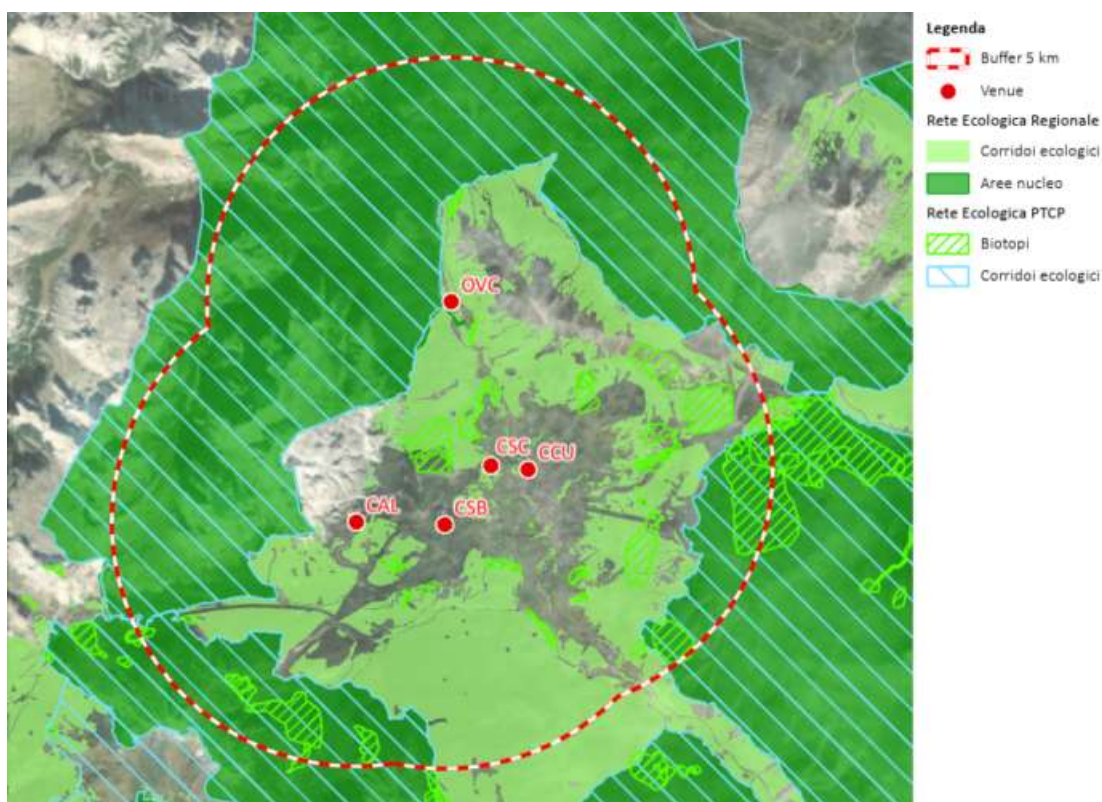 Legenda
Buffer 5 km
Venue
Rete Ecologica Regionale
Corridoi ecologici
Aree nucleo
Rete Ecologica PTCP
Biotopi
Corridoi ecologici
OVC
CSC
CCU
CAL
CSB